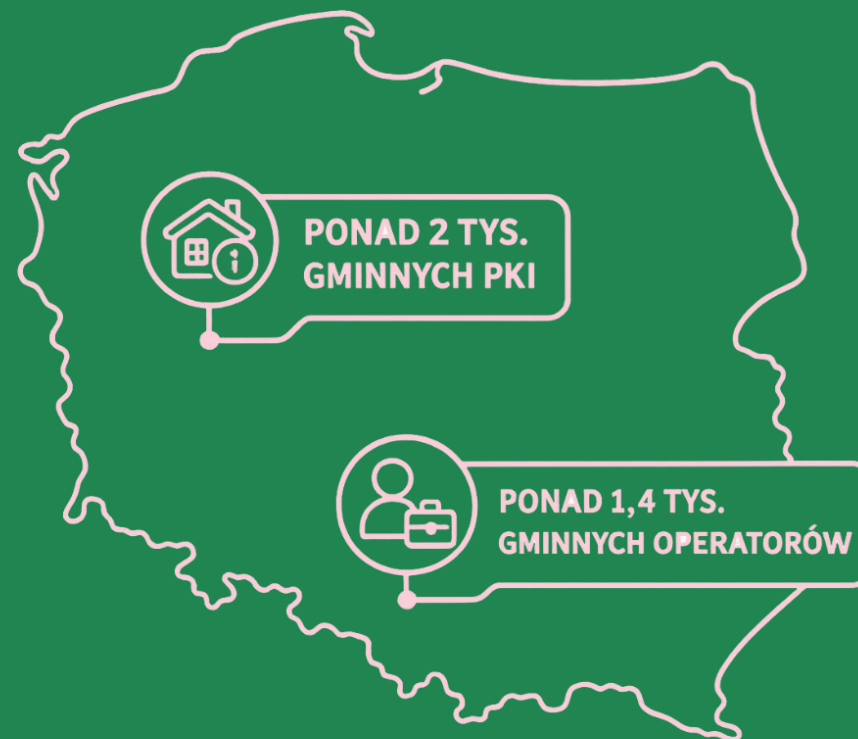 PONAD 2 TYS.
GMINNYCH PKI
PONAD 1,4 TYS.
GMINNYCH OPERATORÓW